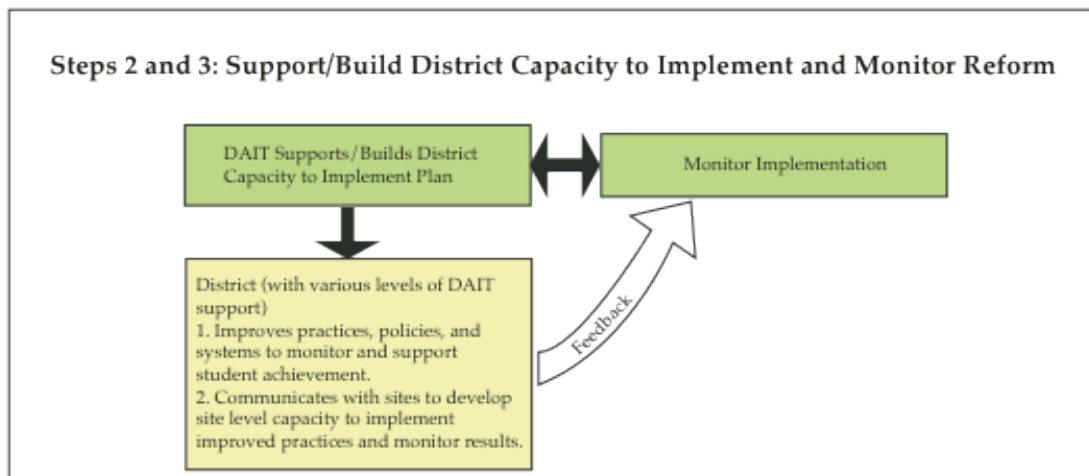 Steps 2 and 3: Support/Build District Capacity to Implement and Monitor Reform
DAIT Supports/Builds District
Capacity to Implement Plan
Monitor Implementation
District (with various levels of DAIT
support)
1. Improves practices, policies, and
systems to monitor and support
student achievement.
2. Communicates with sites to develop
site level capacity to implement
improved practices and monitor results.
Feedback